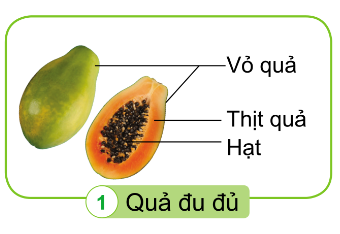 Vỏ quả
Thịt quả
Hạt
1 Quả đu đủ